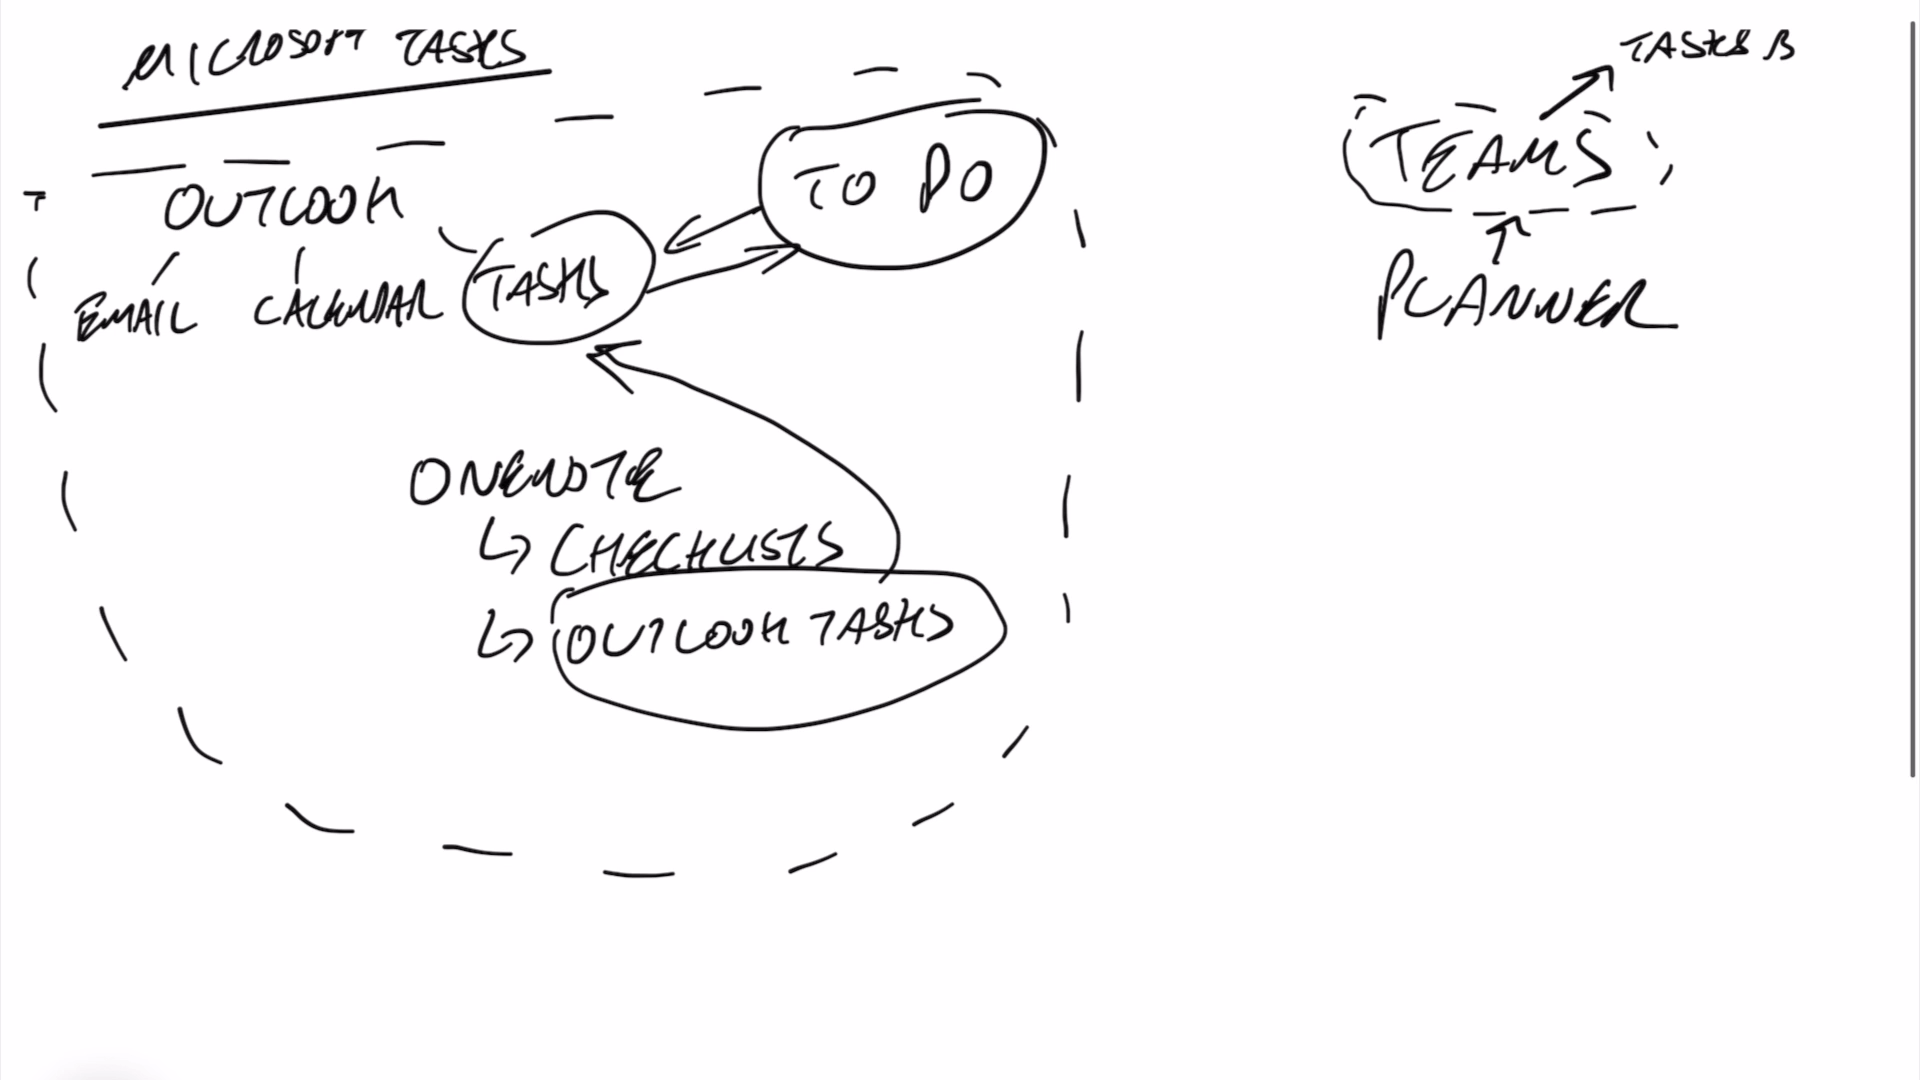 MICROSOFT TASKS
OUTLOOK
EMAIL CALENDAR TASKS
TO DO
ONENOTE
↳ CHECKLISTS
↳ OUTLOOK TASKS
TASKS B
TEAMS
PLANNER